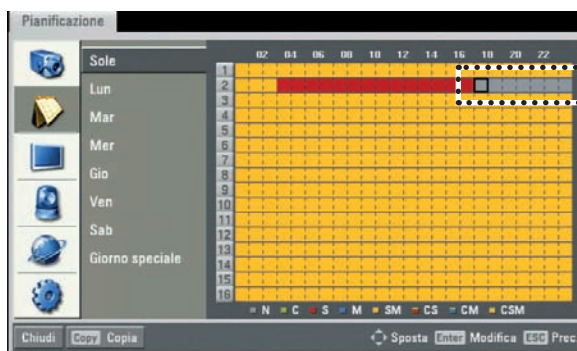 Pianificazione
Sole
Lun
Mar
Mer
Gio
Ven
Sab
Giorno speciale
02 04 06 08 10 12 14 16 18 20 22
1
2
3
4
5
6
7
8
9
10
11
12
13
14
15
16
N C S M SM CS CM CSM
Chiudi Copy Copia Sposta Enter Modifica ESC Prec